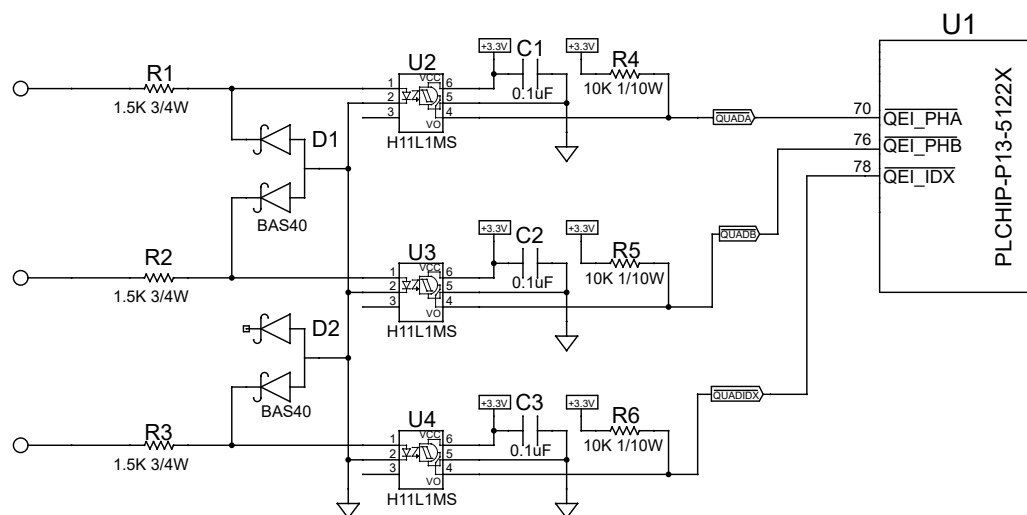 U1
PLCHIP-P13-5122X
70
QEI_PHA
76
QEI_PHB
78
QEI_IDX
R1
1.5K 3/4W
U2
1
2
3
VCC
VO
6
5
4
H11L1MS
+3.3V
C1
0.1uF
+3.3V
R4
10K 1/10W
QUADA
D1
BAS40
R2
1.5K 3/4W
U3
1
2
3
VCC
VO
6
5
4
H11L1MS
+3.3V
C2
0.1uF
+3.3V
R5
10K 1/10W
QUADB
D2
BAS40
R3
1.5K 3/4W
U4
1
2
3
VCC
VO
6
5
4
H11L1MS
+3.3V
C3
0.1uF
+3.3V
R6
10K 1/10W
QUADIDX